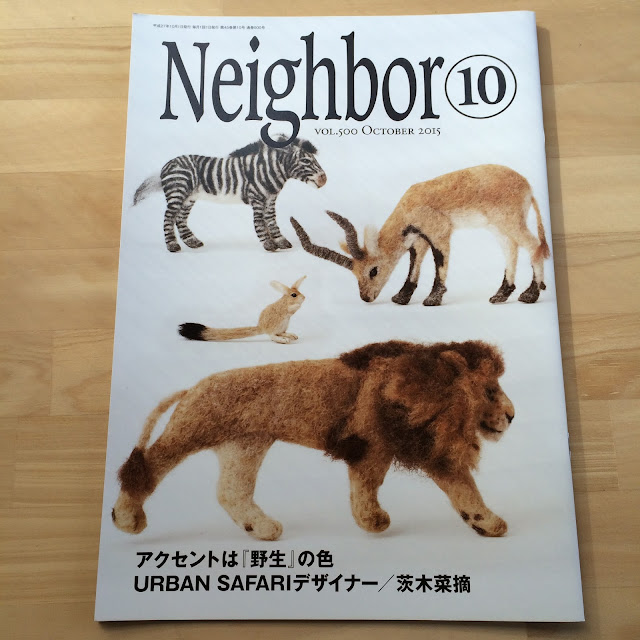 Neighbor 10
VOL.500 OCTOBER 2015
アクセントは『野生』の色
URBAN SAFARIデザイナー／茨木菜摘